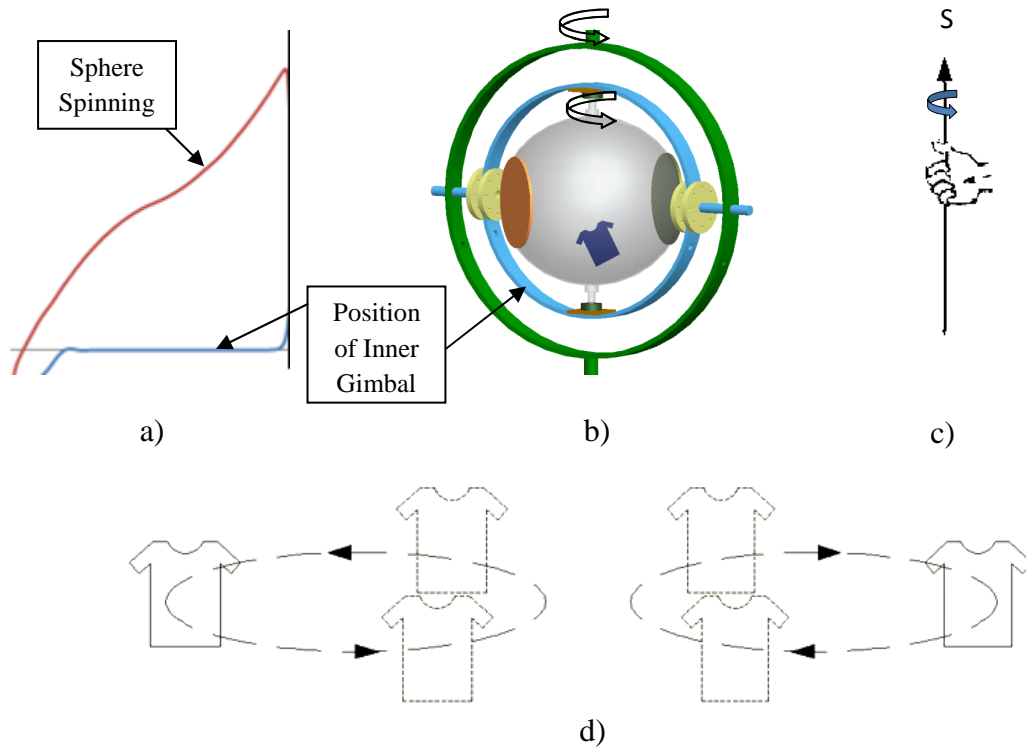 Sphere
Spinning
Position
of Inner
Gimbal
S
a)
b)
c)
d)